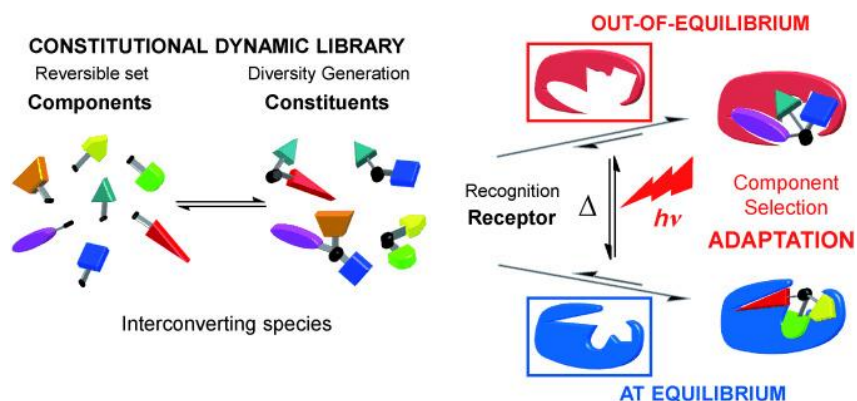 CONSTITUTIONAL DYNAMIC LIBRARY
Reversible set
Components
Diversity Generation
Constituents
Interconverting species
OUT-OF-EQUILIBRIUM
Recognition
Receptor
Δ
hν
Component
Selection
ADAPTATION
AT EQUILIBRIUM